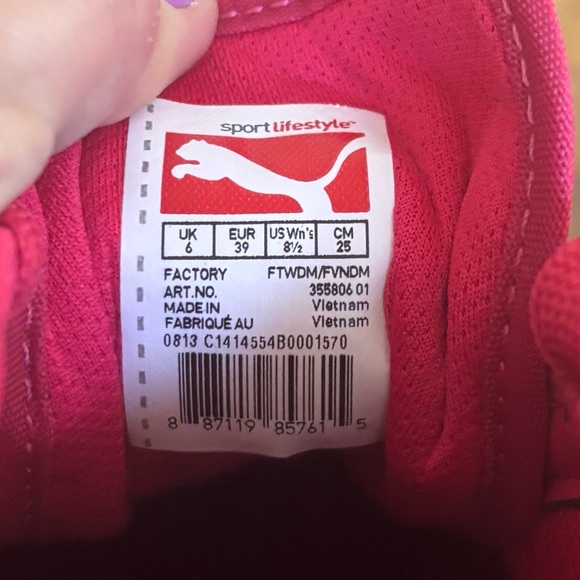 sportlifestyle™
UK EUR US Wn's CM
6 39 8½ 25
FACTORY FTWDM/FVNDM
ART.NO. 355806 01
MADE IN Vietnam
FABRIQUÉ AU Vietnam
0813 C1414554B0001570
8 87119 85761 5